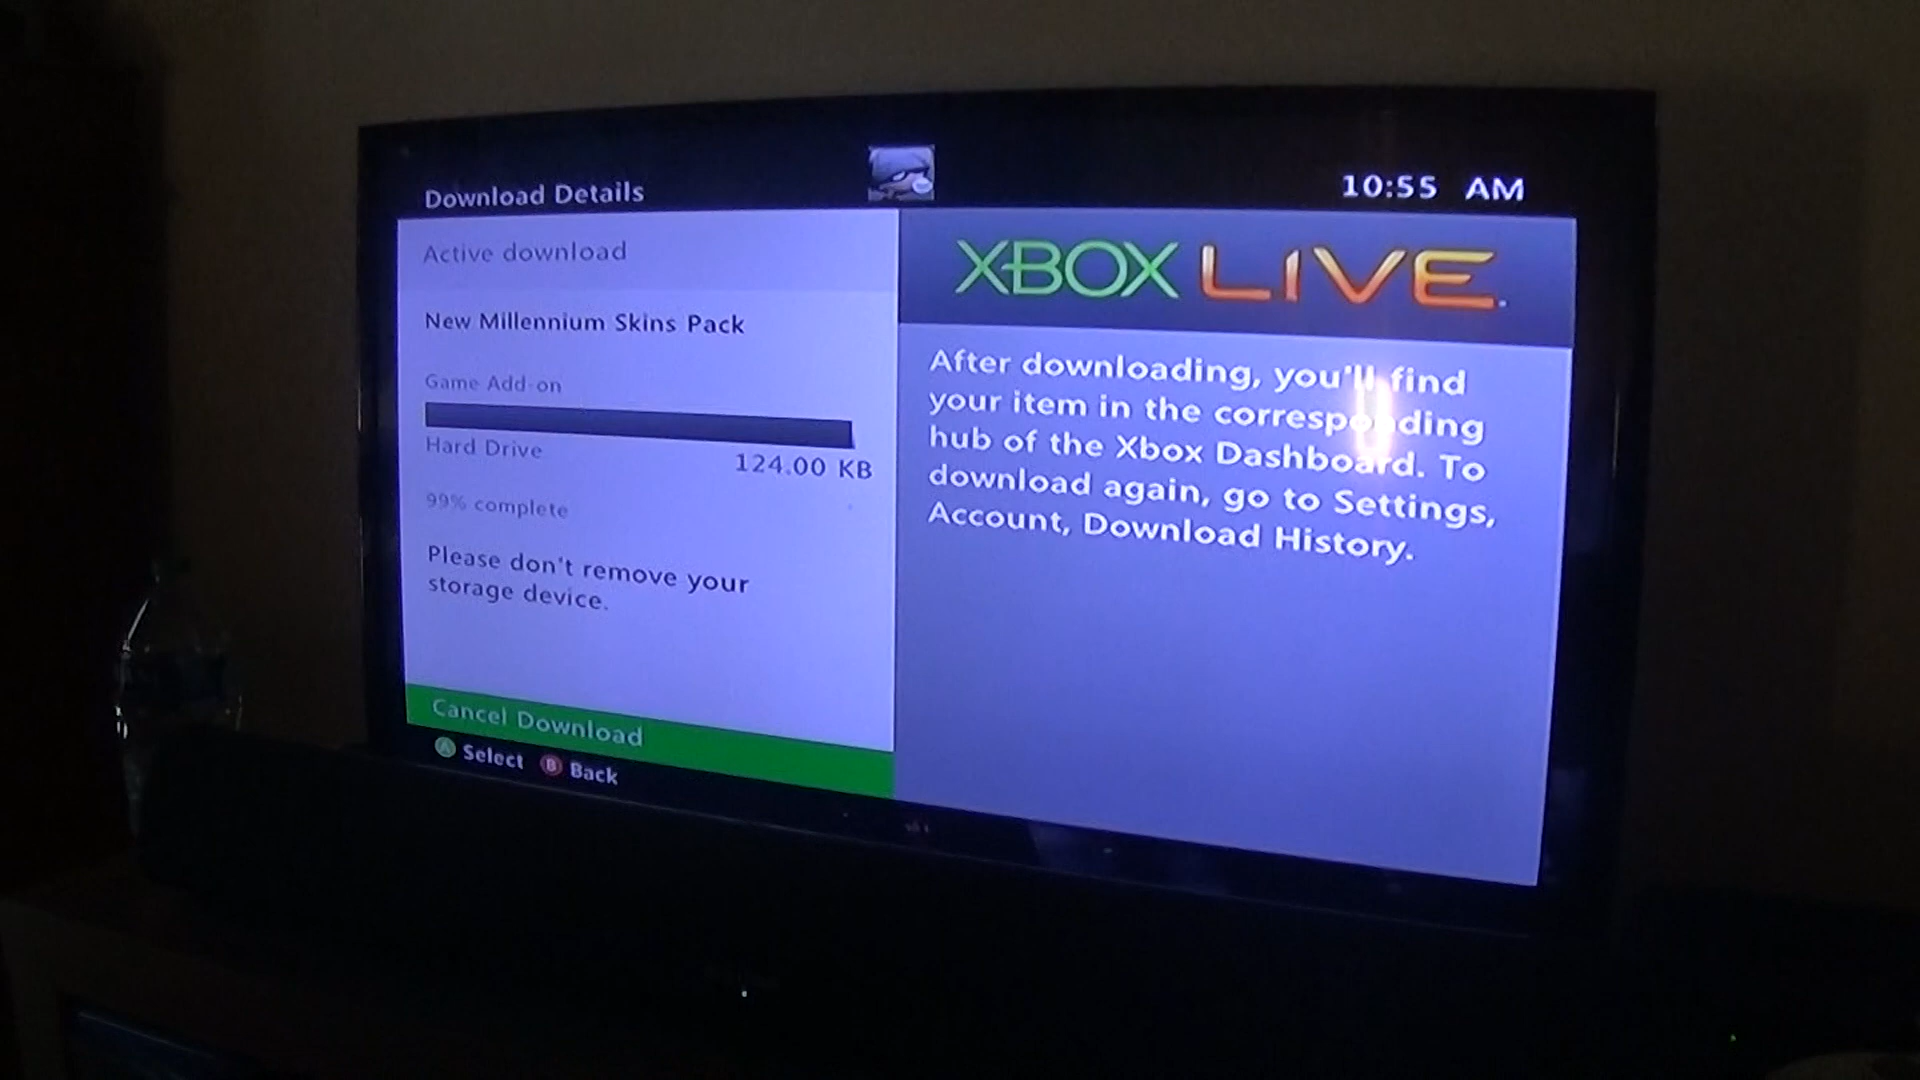 Download Details
10:55 AM
Active download
New Millennium Skins Pack
Game Add-on
Hard Drive
124.00 KB
99% complete
Please don't remove your
storage device.
Cancel Download
A Select B Back
XBOX LIVE.
After downloading, you'll find
your item in the corresponding
hub of the Xbox Dashboard. To
download again, go to Settings,
Account, Download History.